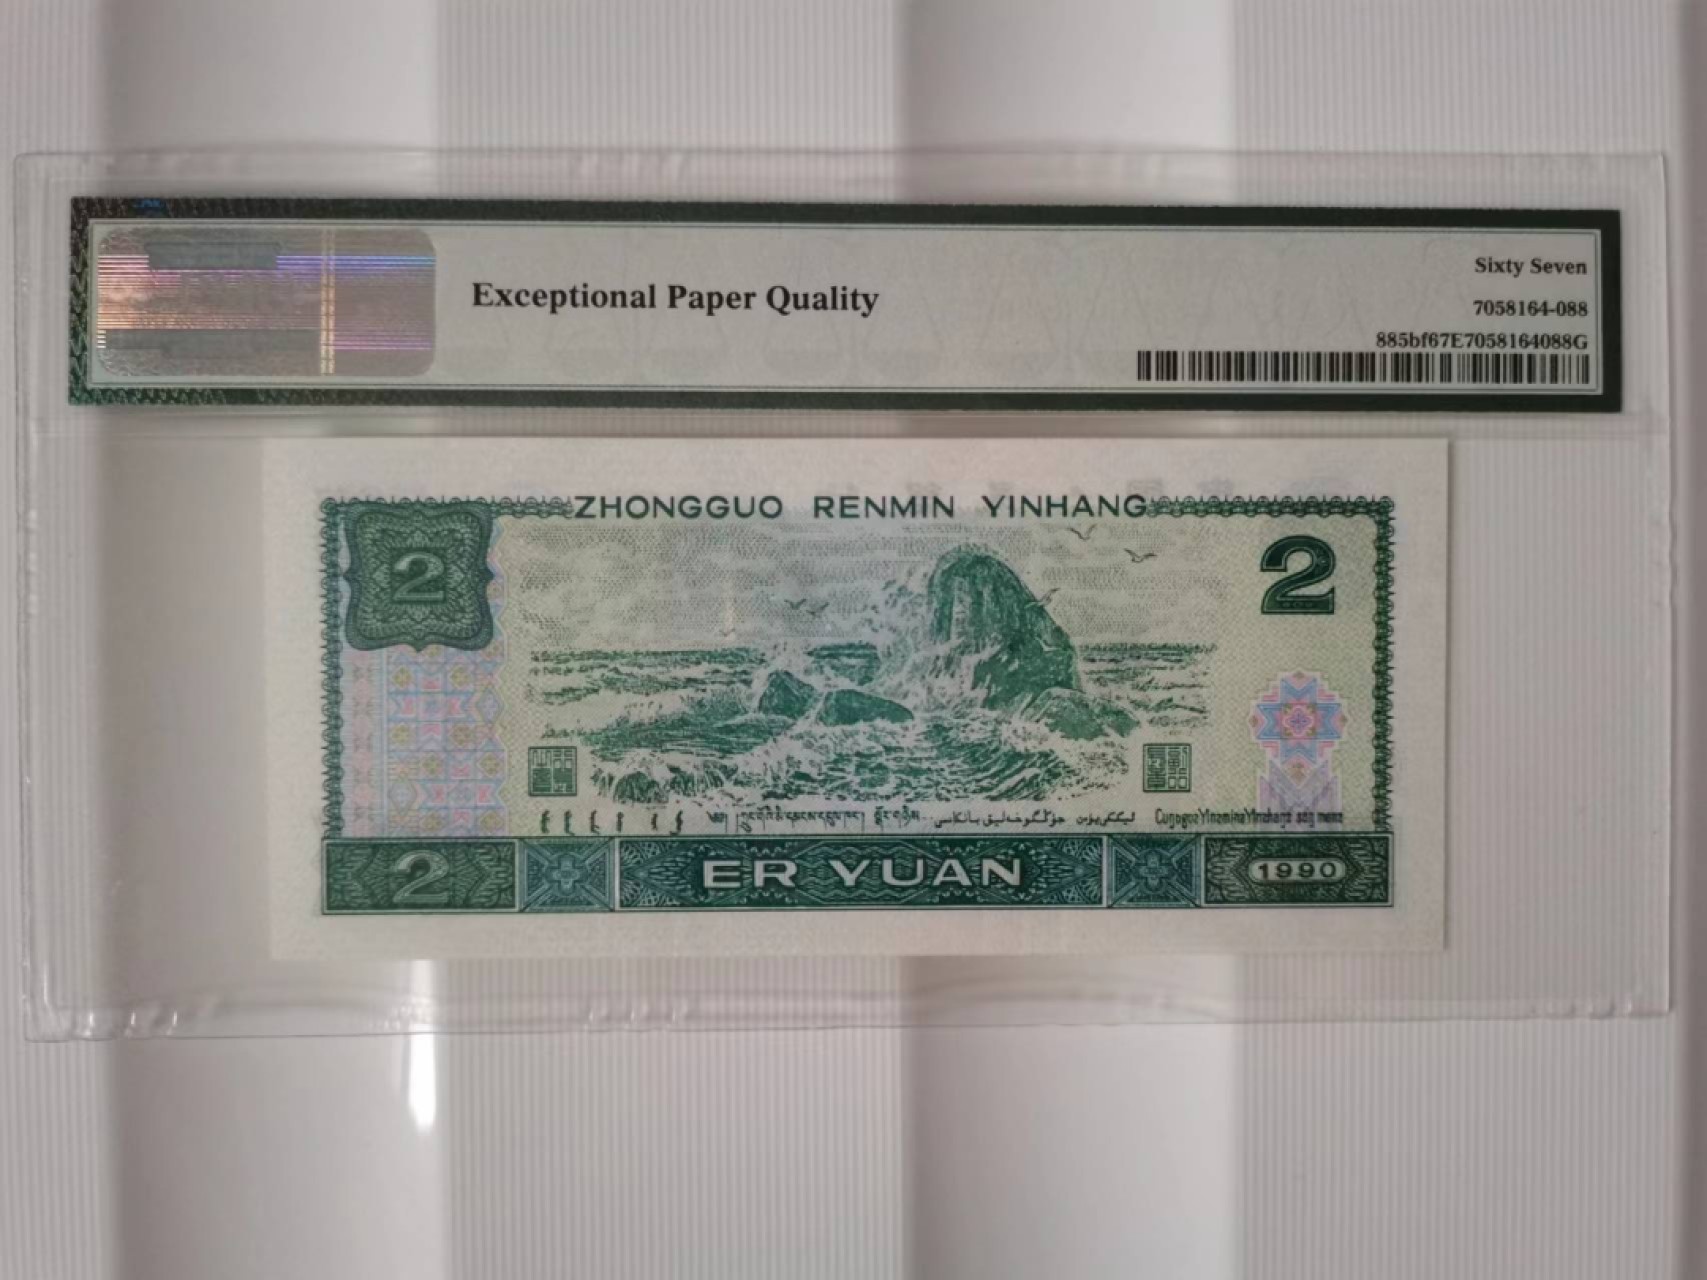 Exceptional Paper Quality
Sixty Seven
7058164-088
885bf67E7058164088G
ZHONGGUO RENMIN YINHANG
2
2
2
ER YUAN
1990